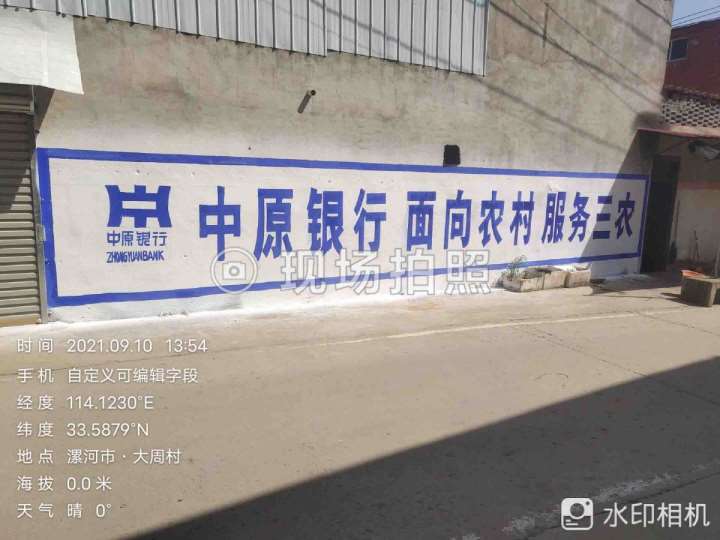 中原银行
ZHONGYUANBANK
中原银行 面向农村 服务三农
现场拍照
时间 2021.09.10 13:54
手机 自定义可编辑字段
经度 114.1230°E
纬度 33.5879°N
地点 漯河市·大周村
海拔 0.0米
天气 晴 0°
水印相机